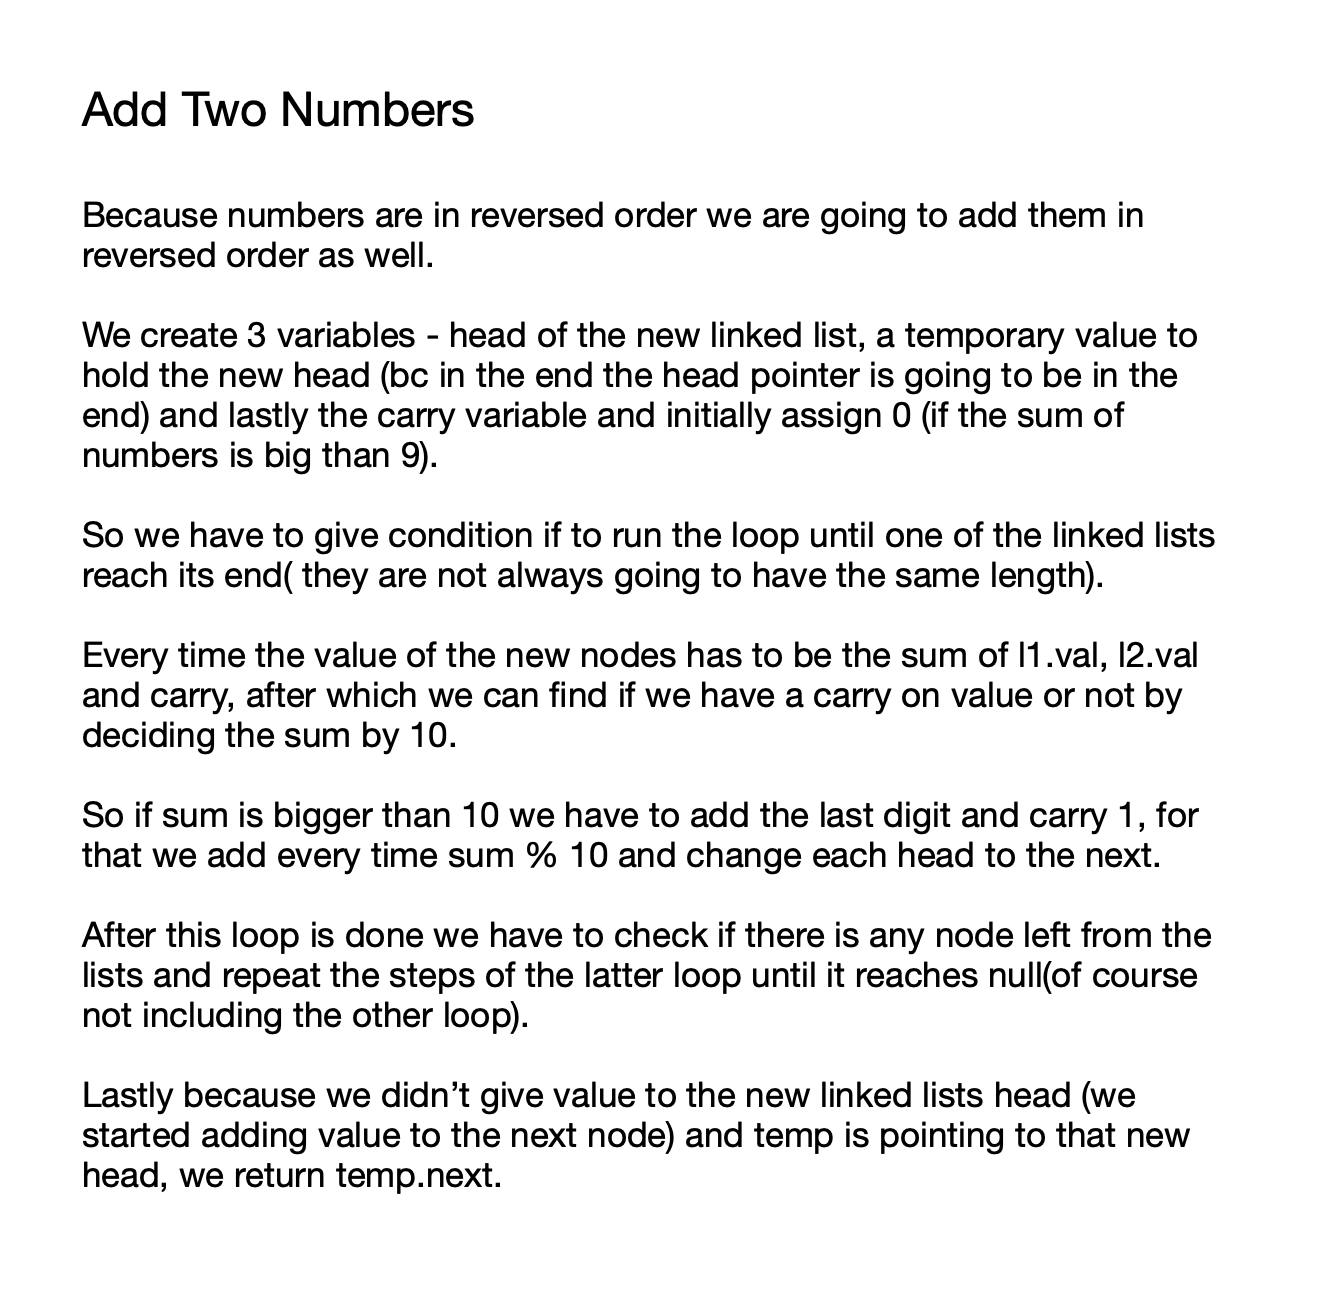 Add Two Numbers
Because numbers are in reversed order we are going to add them in
reversed order as well.
We create 3 variables - head of the new linked list, a temporary value to
hold the new head (bc in the end the head pointer is going to be in the
end) and lastly the carry variable and initially assign 0 (if the sum of
numbers is big than 9).
So we have to give condition if to run the loop until one of the linked lists
reach its end( they are not always going to have the same length).
Every time the value of the new nodes has to be the sum of l1.val, l2.val
and carry, after which we can find if we have a carry on value or not by
deciding the sum by 10.
So if sum is bigger than 10 we have to add the last digit and carry 1, for
that we add every time sum % 10 and change each head to the next.
After this loop is done we have to check if there is any node left from the
lists and repeat the steps of the latter loop until it reaches null(of course
not including the other loop).
Lastly because we didn’t give value to the new linked lists head (we
started adding value to the next node) and temp is pointing to that new
head, we return temp.next.